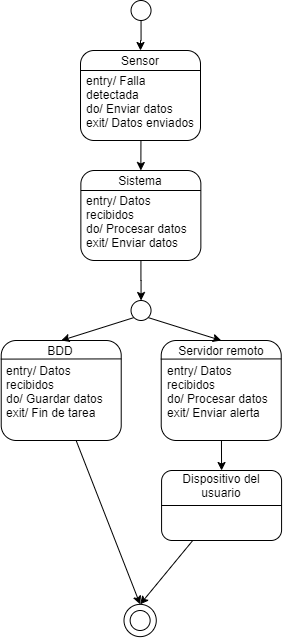 Sensor
entry/ Falla
detectada
do/ Enviar datos
exit/ Datos enviados
Sistema
entry/ Datos
recibidos
do/ Procesar datos
exit/ Enviar datos
BDD
entry/ Datos
recibidos
do/ Guardar datos
exit/ Fin de tarea
Servidor remoto
entry/ Datos
recibidos
do/ Procesar datos
exit/ Enviar alerta
Dispositivo del
usuario